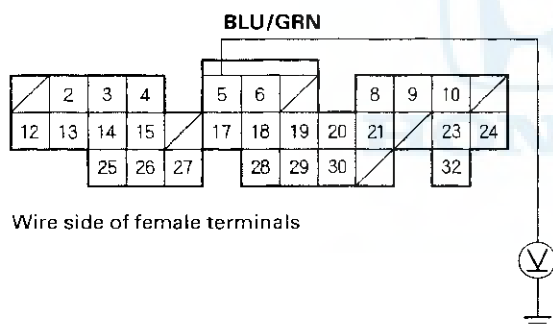 BLU/GRN
2 3 4 5 6 8 9 10
12 13 14 15 17 18 19 20 21 23 24
25 26 27 28 29 30 32
Wire side of female terminals
V